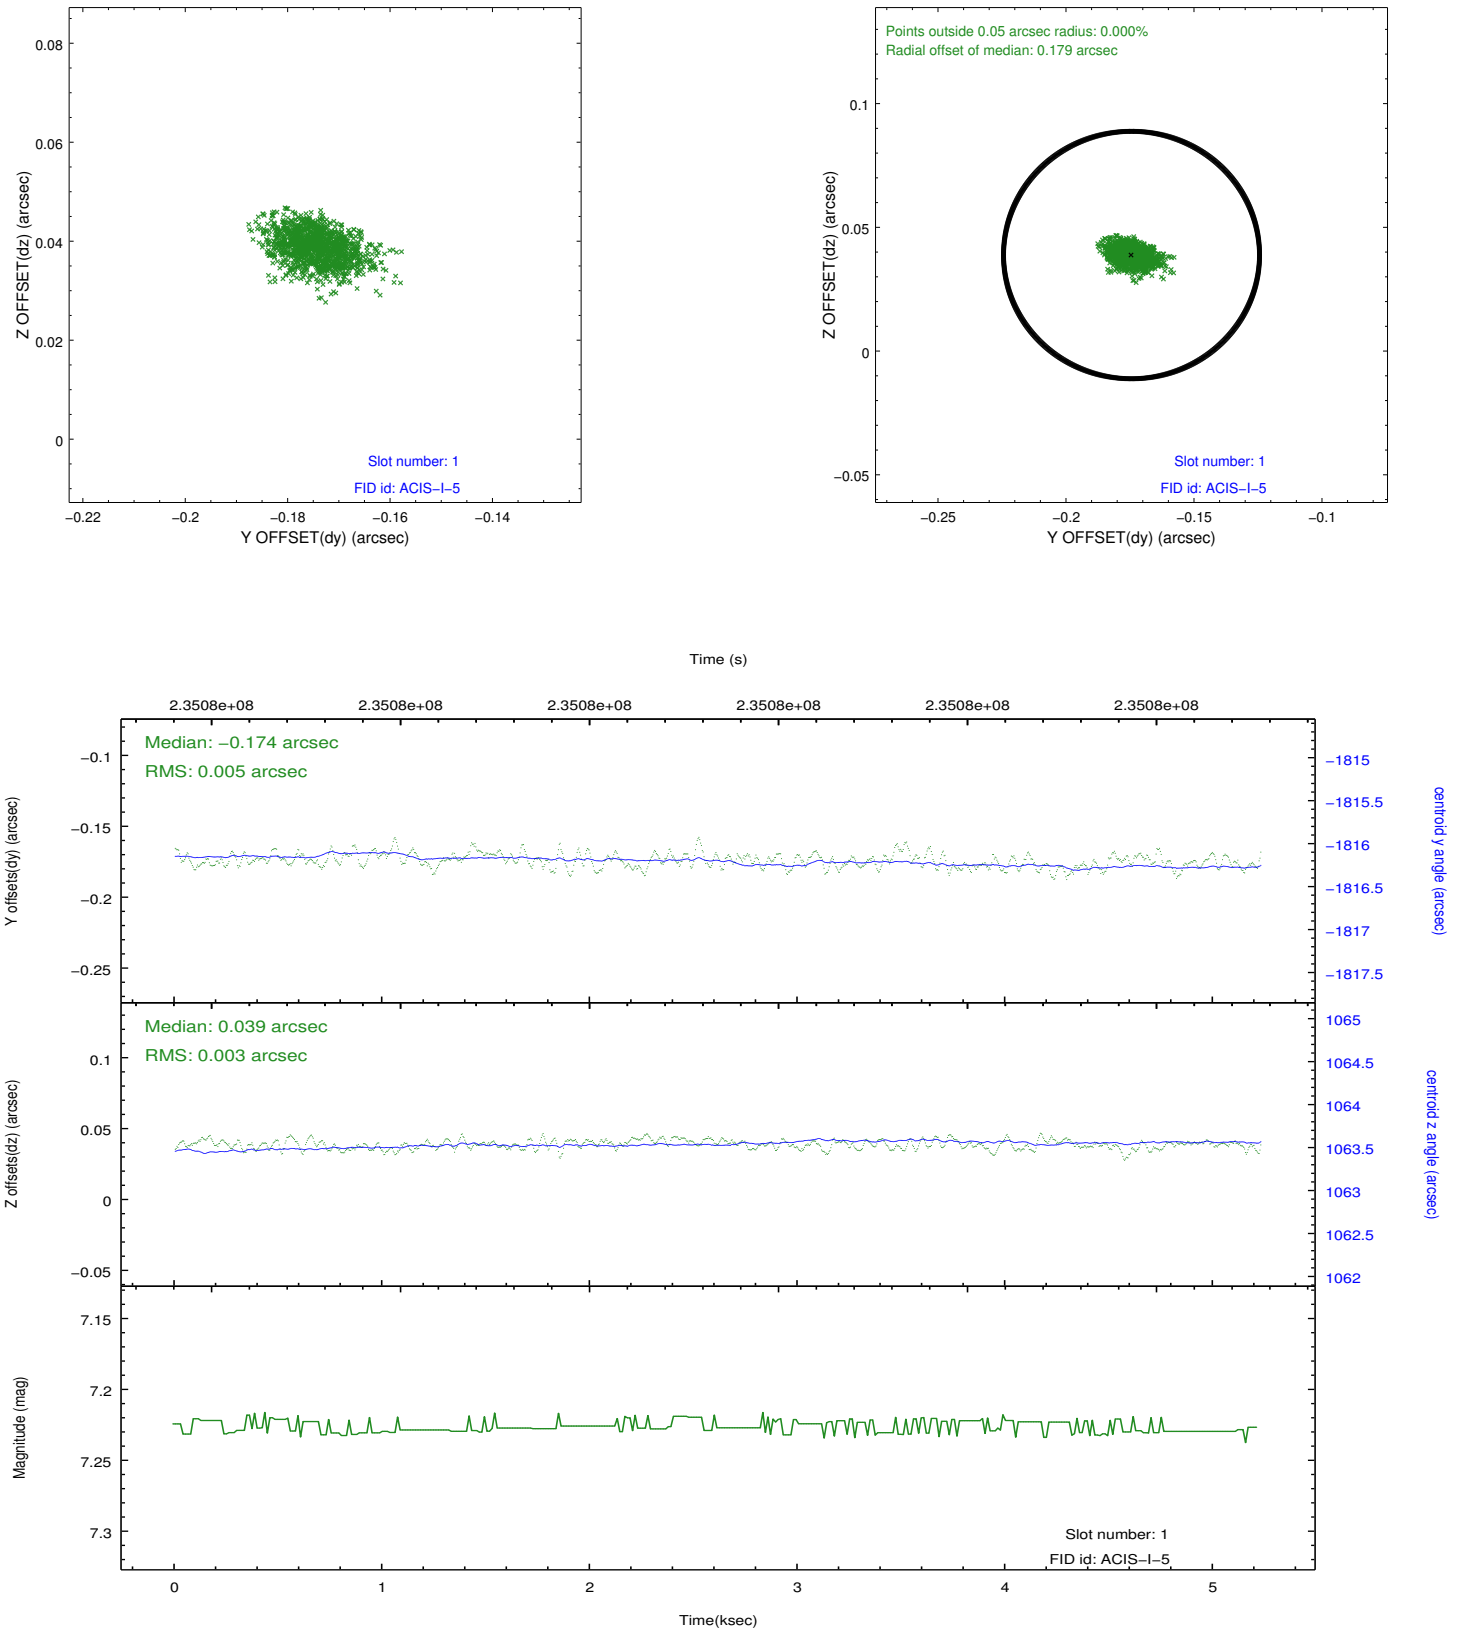 0.08
0.06
0.04
0.02
0
Z OFFSET(dz) (arcsec)
Slot number: 1
FID id: ACIS−I−5
−0.22 −0.2 −0.18 −0.16 −0.14
Y OFFSET(dy) (arcsec)
Points outside 0.05 arcsec radius: 0.000%
Radial offset of median: 0.179 arcsec
0.1
0.05
0
−0.05
Z OFFSET(dz) (arcsec)
Slot number: 1
FID id: ACIS−I−5
−0.25 −0.2 −0.15 −0.1
Y OFFSET(dy) (arcsec)
Time (s)
2.3508e+08 2.3508e+08 2.3508e+08 2.3508e+08 2.3508e+08 2.3508e+08
Median: −0.174 arcsec
RMS: 0.005 arcsec
−0.1
−0.15
−0.2
−0.25
Y offsets(dy) (arcsec)
−1815
−1815.5
−1816
−1816.5
−1817
−1817.5
centroid y angle (arcsec)
Median: 0.039 arcsec
RMS: 0.003 arcsec
0.1
0.05
0
−0.05
Z offsets(dz) (arcsec)
1065
1064.5
1064
1063.5
1063
1062.5
1062
centroid z angle (arcsec)
7.15
7.2
7.25
7.3
Magnitude (mag)
Slot number: 1
FID id: ACIS−I−5
0 1 2 3 4 5
Time(ksec)